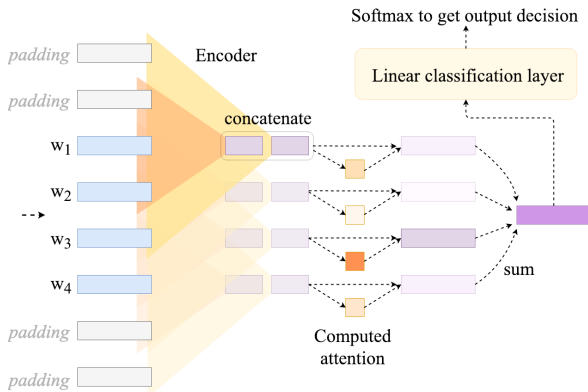 Softmax to get output decision
padding
Encoder
Linear classification layer
padding
concatenate
w1
w2
w3
w4
sum
padding
Computed
attention
padding